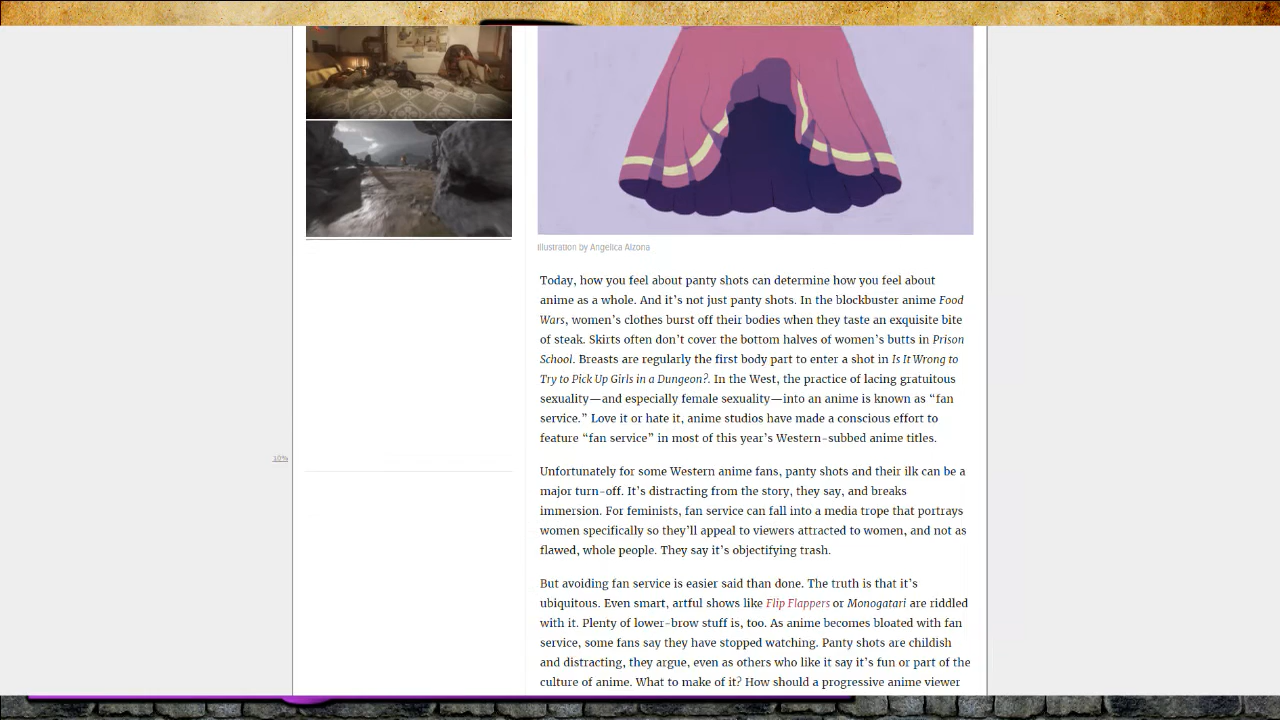 Illustration by Angelica Alzona
Today, how you feel about panty shots can determine how you feel about
anime as a whole. And it's not just panty shots. In the blockbuster anime Food
Wars, women's clothes burst off their bodies when they taste an exquisite bite
of steak. Skirts often don't cover the bottom halves of women's butts in Prison
School. Breasts are regularly the first body part to enter a shot in Is It Wrong to
Try to Pick Up Girls in a Dungeon?. In the West, the practice of lacing gratuitous
sexuality—and especially female sexuality—into an anime is known as “fan
service.” Love it or hate it, anime studios have made a conscious effort to
feature “fan service” in most of this year's Western-subbed anime titles.
10%
Unfortunately for some Western anime fans, panty shots and their ilk can be a
major turn-off. It's distracting from the story, they say, and breaks
immersion. For feminists, fan service can fall into a media trope that portrays
women specifically so they'll appeal to viewers attracted to women, and not as
flawed, whole people. They say it's objectifying trash.
But avoiding fan service is easier said than done. The truth is that it's
ubiquitous. Even smart, artful shows like Flip Flappers or Monogatari are riddled
with it. Plenty of lower-brow stuff is, too. As anime becomes bloated with fan
service, some fans say they have stopped watching. Panty shots are childish
and distracting, they argue, even as others who like it say it's fun or part of the
culture of anime. What to make of it? How should a progressive anime viewer